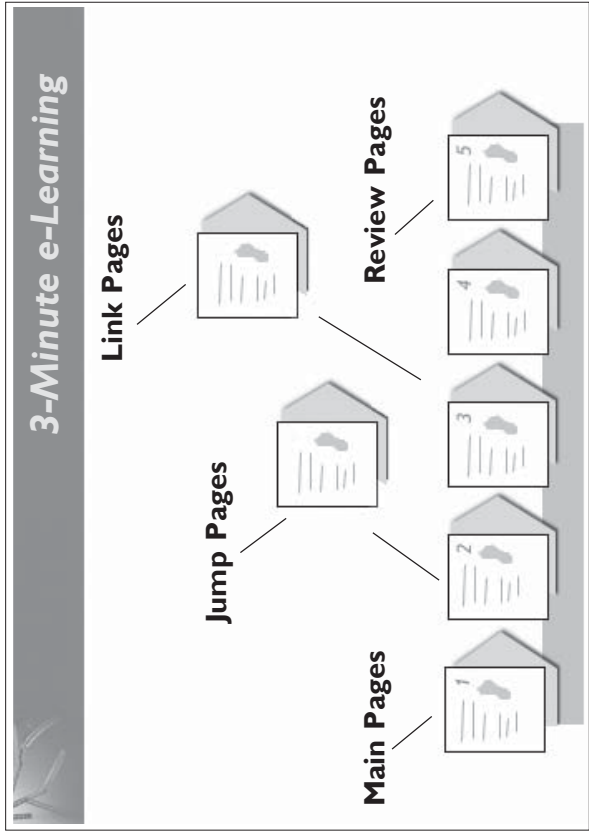 3-Minute e-Learning
Link Pages
Jump Pages
Main Pages
Review Pages
1
2
3
4
5